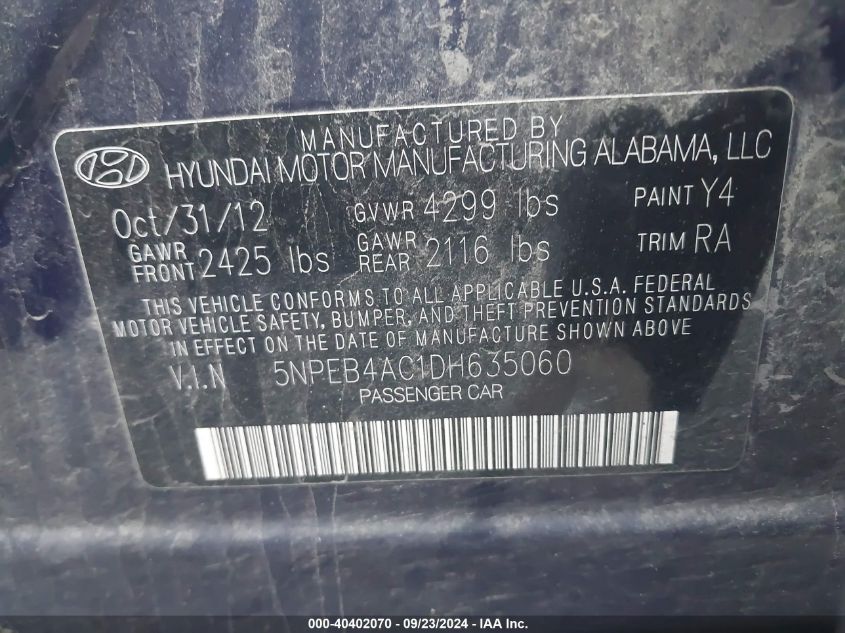 MANUFACTURED BY
HYUNDAI MOTOR MANUFACTURING ALABAMA, LLC
Oct/31/12 GVWR 4299 lbs PAINT Y4
GAWR FRONT 2425 lbs GAWR REAR 2116 lbs TRIM RA
THIS VEHICLE CONFORMS TO ALL APPLICABLE U.S.A. FEDERAL
MOTOR VEHICLE SAFETY, BUMPER, AND THEFT PREVENTION STANDARDS
IN EFFECT ON THE DATE OF MANUFACTURE SHOWN ABOVE
V.I.N 5NPEB4AC1DH635060
PASSENGER CAR
000-40402070 - 09/23/2024 - IAA Inc.